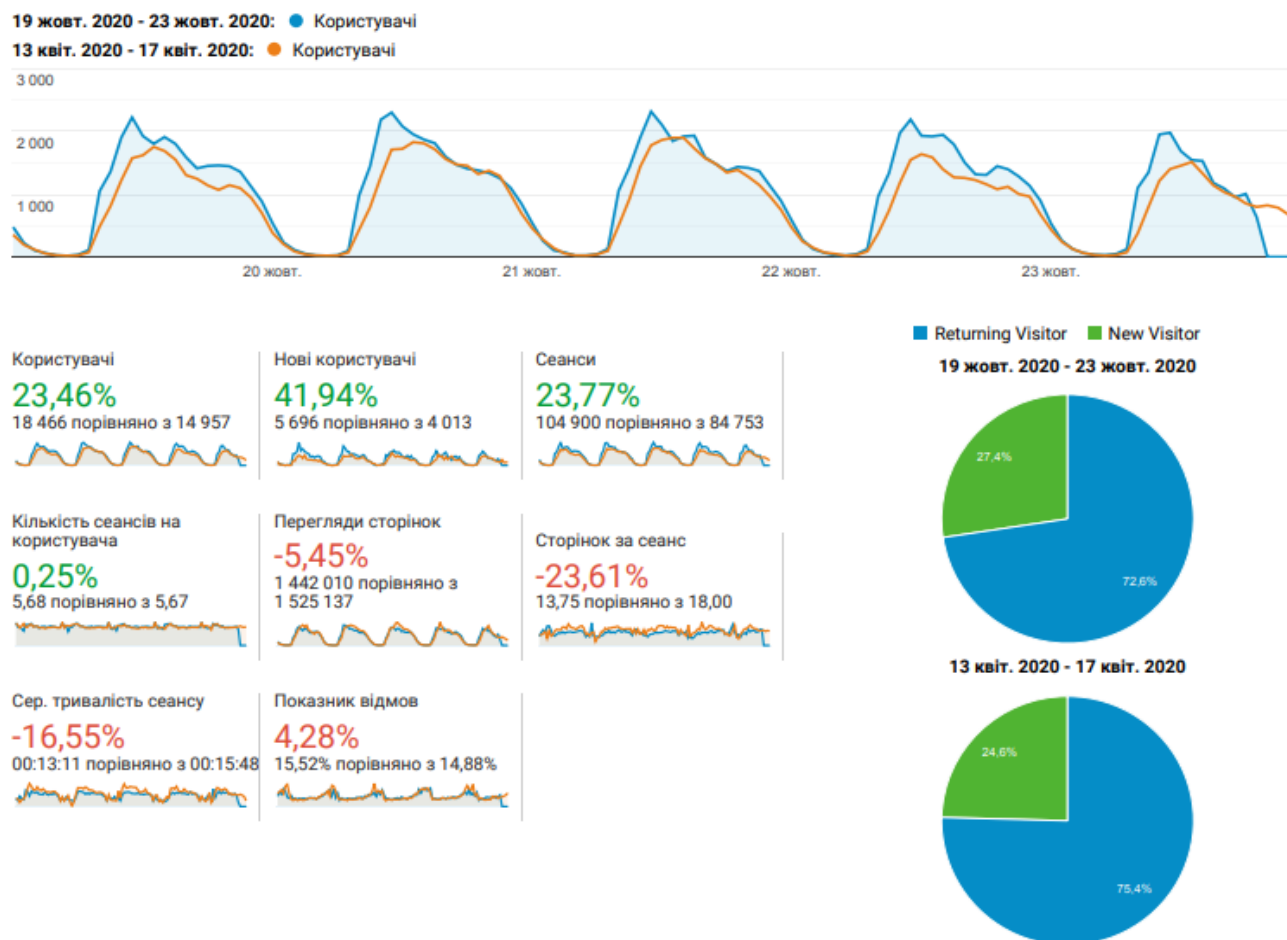 19 жовт. 2020 - 23 жовт. 2020: Користувачі
13 квіт. 2020 - 17 квіт. 2020: Користувачі
3 000
2 000
1 000
20 жовт.
21 жовт.
22 жовт.
23 жовт.
Користувачі
23,46%
18 466 порівняно з 14 957
Нові користувачі
41,94%
5 696 порівняно з 4 013
Сеанси
23,77%
104 900 порівняно з 84 753
Кількість сеансів на
користувача
0,25%
5,68 порівняно з 5,67
Перегляди сторінок
-5,45%
1 442 010 порівняно з
1 525 137
Сторінок за сеанс
-23,61%
13,75 порівняно з 18,00
Сер. тривалість сеансу
-16,55%
00:13:11 порівняно з 00:15:48
Показник відмов
4,28%
15,52% порівняно з 14,88%
Returning Visitor
New Visitor
19 жовт. 2020 - 23 жовт. 2020
27,4%
72,6%
13 квіт. 2020 - 17 квіт. 2020
24,6%
75,4%